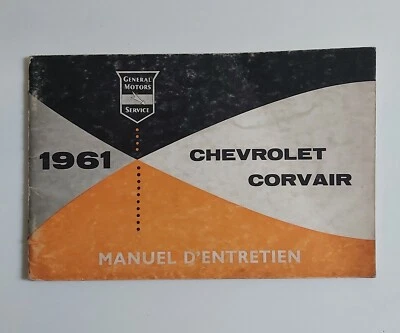 GENERAL
MOTORS
SERVICE
1961
CHEVROLET
CORVAIR
MANUEL D'ENTRETIEN